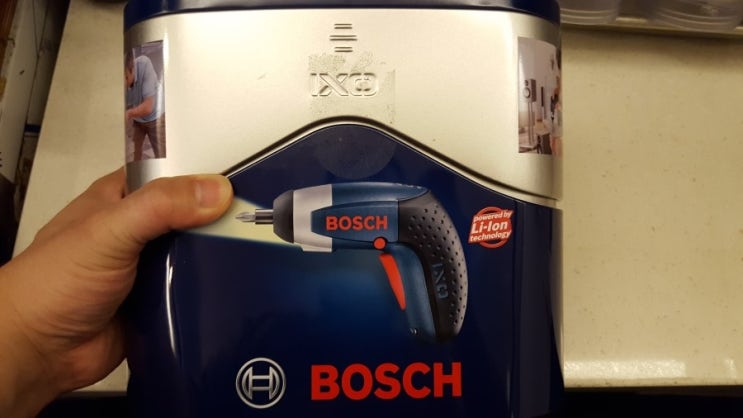 IXO
BOSCH
powered by
Li-Ion
technology
IXO
BOSCH